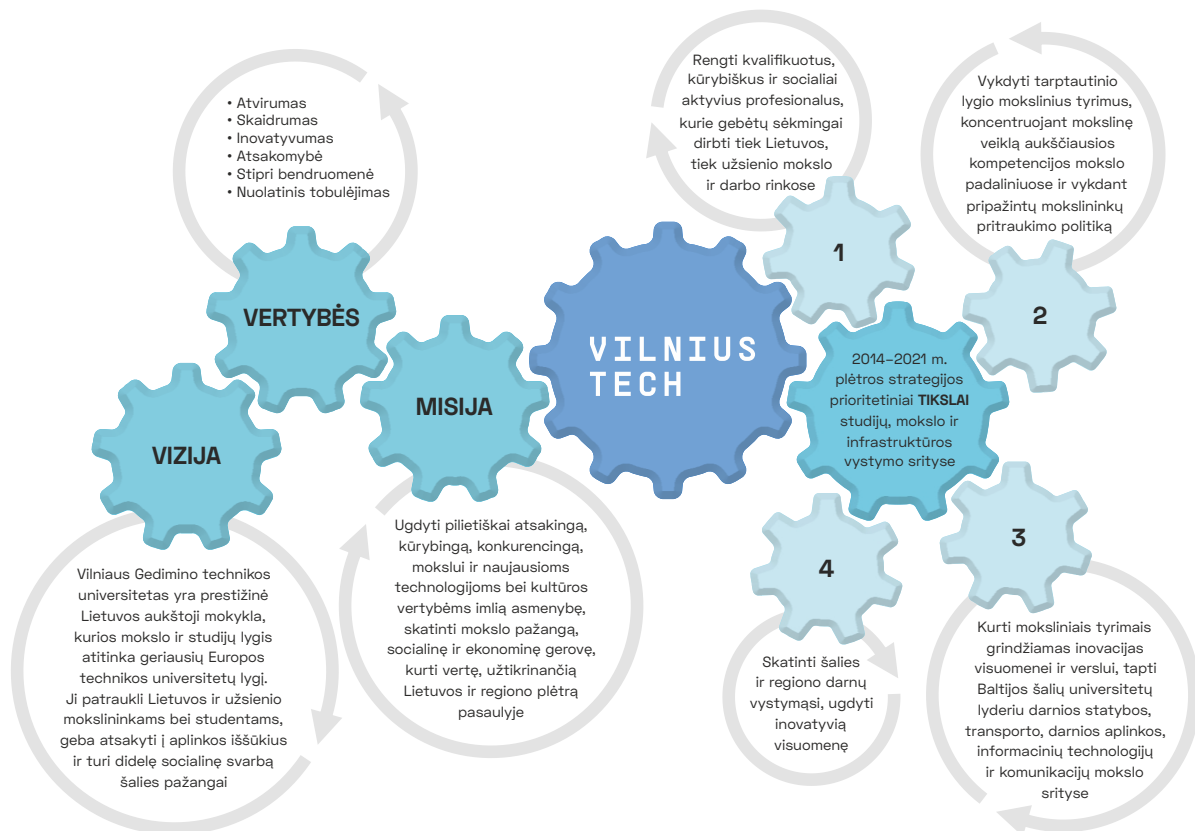 • Atvirumas
• Skaidrumas
• Inovatyvumas
• Atsakomybė
• Stipri bendruomenė
• Nuolatinis tobulėjimas
VERTYBĖS
VIZIJA
Vilniaus Gedimino technikos
universitetas yra prestižinė
Lietuvos aukštoji mokykla,
kurios mokslo ir studijų lygis
atitinka geriausių Europos
technikos universitetų lygį.
Ji patraukli Lietuvos ir užsienio
mokslininkams bei studentams,
geba atsakyti į aplinkos iššūkius
ir turi didelę socialinę svarbą
šalies pažangai
MISIJA
Ugdyti pilietiškai atsakingą,
kūrybingą, konkurencingą,
mokslui ir naujausioms
technologijoms bei kultūros
vertybėms imlią asmenybę,
skatinti mokslo pažangą,
socialinę ir ekonominę gerovę,
kurti vertę, užtikrinančią
Lietuvos ir regiono plėtrą
pasaulyje
VILNIUS
TECH
2014–2021 m.
plėtros strategijos
prioritetiniai TIKSLAI
studijų, mokslo ir
infrastruktūros
vystymo srityse
Rengti kvalifikuotus,
kūrybiškus ir socialiai
aktyvius profesionalus,
kurie gebėtų sėkmingai
dirbti tiek Lietuvos,
tiek užsienio mokslo
ir darbo rinkose
1
Vykdyti tarptautinio
lygio mokslinius tyrimus,
koncentruojant mokslinę
veiklą aukščiausios
kompetencijos mokslo
padaliniuose ir vykdant
pripažintų mokslininkų
pritraukimo politiką
2
3
Kurti moksliniais tyrimais
grindžiamas inovacijas
visuomenei ir verslui, tapti
Baltijos šalių universitetų
lyderiu darnios statybos,
transporto, darnios aplinkos,
informacinių technologijų
ir komunikacijų mokslo
srityse
4
Skatinti šalies
ir regiono darnų
vystymąsi, ugdyti
inovatyvią
visuomenę